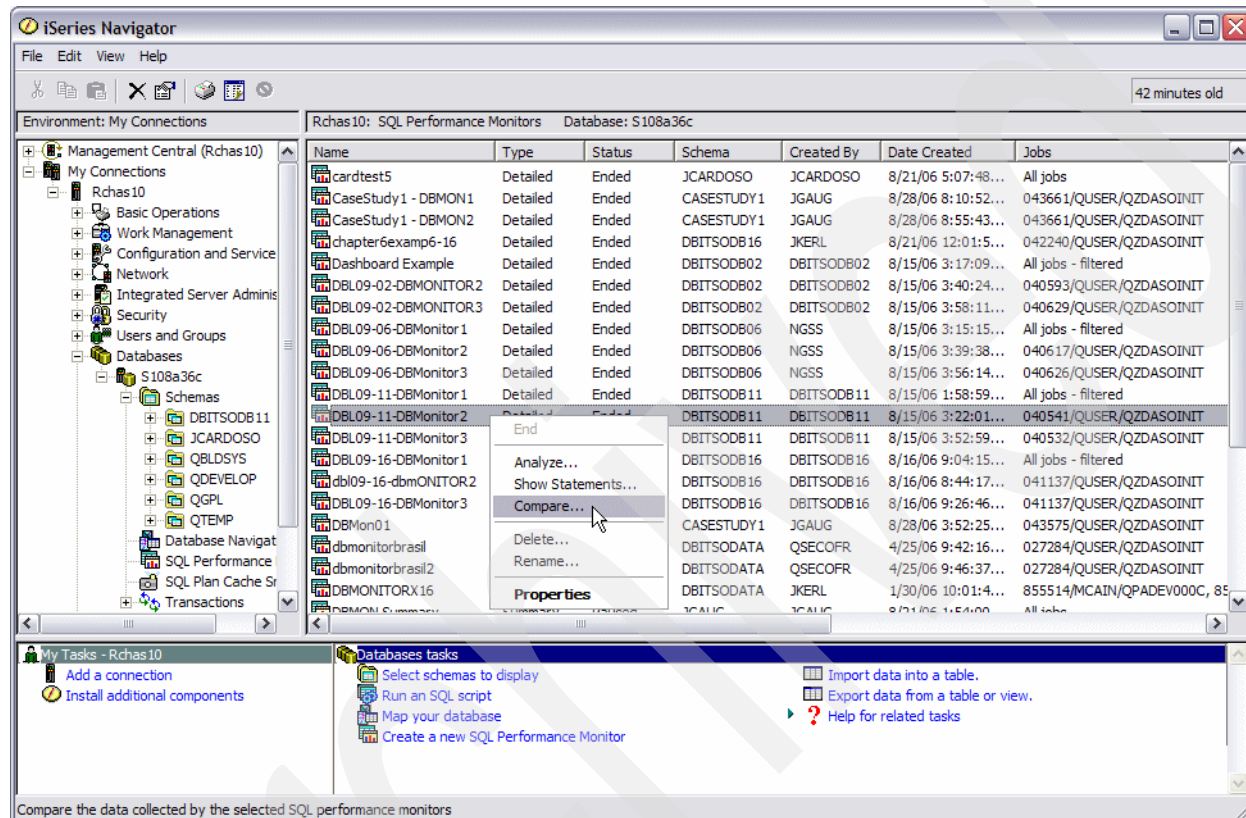 iSeries Navigator
File Edit View Help
42 minutes old
Environment: My Connections
Rchas10: SQL Performance Monitors Database: S108a36c
Management Central (Rchas10)
My Connections
Rchas10
Basic Operations
Work Management
Configuration and Service
Network
Integrated Server Adminis
Security
Users and Groups
Databases
S108a36c
Schemas
DBITSODB11
JCARDOSO
QBLDSYS
QDEVELOP
QGPL
QTEMP
Database Navigat
SQL Performance
SQL Plan Cache Sr
Transactions
Name Type Status Schema Created By Date Created Jobs
cardtest5 Detailed Ended JCARDOSO JCARDOSO 8/21/06 5:07:48... All jobs
CaseStudy1 - DBMON1 Detailed Ended CASESTUDY1 JGAUG 8/28/06 8:10:52... 043661/QUSER/QZDASOINIT
CaseStudy1 - DBMON2 Detailed Ended CASESTUDY1 JGAUG 8/28/06 8:55:43... 043661/QUSER/QZDASOINIT
chapter6examp6-16 Detailed Ended DBITSODB16 JKERL 8/21/06 12:01:5... 042240/QUSER/QZDASOINIT
Dashboard Example Detailed Ended DBITSODB02 DBITSODB02 8/15/06 3:17:09... All jobs - filtered
DBL09-02-DBMONITOR2 Detailed Ended DBITSODB02 DBITSODB02 8/15/06 3:40:24... 040593/QUSER/QZDASOINIT
DBL09-02-DBMONITOR3 Detailed Ended DBITSODB02 DBITSODB02 8/15/06 3:58:11... 040629/QUSER/QZDASOINIT
DBL09-06-DBMonitor1 Detailed Ended DBITSODB06 NGSS 8/15/06 3:15:15... All jobs - filtered
DBL09-06-DBMonitor2 Detailed Ended DBITSODB06 NGSS 8/15/06 3:39:38... 040617/QUSER/QZDASOINIT
DBL09-06-DBMonitor3 Detailed Ended DBITSODB06 NGSS 8/15/06 3:56:14... 040626/QUSER/QZDASOINIT
DBL09-11-DBMonitor1 Detailed Ended DBITSODB11 DBITSODB11 8/15/06 1:58:59... All jobs - filtered
DBL09-11-DBMonitor2 Detailed Ended DBITSODB11 DBITSODB11 8/15/06 3:22:01... 040541/QUSER/QZDASOINIT
DBL09-11-DBMonitor3 DBITSODB11 DBITSODB11 8/15/06 3:52:59... 040532/QUSER/QZDASOINIT
DBL09-16-DBMonitor1 DBITSODB16 DBITSODB16 8/16/06 9:04:15... All jobs - filtered
dbl09-16-dbmONITOR2 DBITSODB16 DBITSODB16 8/16/06 8:44:17... 041137/QUSER/QZDASOINIT
DBL09-16-DBMonitor3 DBITSODB16 DBITSODB16 8/16/06 9:26:46... 041137/QUSER/QZDASOINIT
DBMon01 CASESTUDY1 JGAUG 8/28/06 3:52:25... 043575/QUSER/QZDASOINIT
dbmonitorbrasil DBITSODATA QSECOFR 4/25/06 9:42:16... 027284/QUSER/QZDASOINIT
dbmonitorbrasil2 DBITSODATA QSECOFR 4/25/06 9:46:37... 027284/QUSER/QZDASOINIT
DBMONITORX16 DBITSODATA JKERL 1/30/06 10:01:4... 855514/MCAIN/QPADEV000C, 85
DBMON Summary Summary Paused JGAUG JGAUG 8/21/06 1:54:00 All jobs
End
Analyze...
Show Statements...
Compare...
Delete...
Rename...
Properties
My Tasks - Rchas10
Add a connection
Install additional components
Databases tasks
Select schemas to display
Run an SQL script
Map your database
Create a new SQL Performance Monitor
Import data into a table.
Export data from a table or view.
Help for related tasks
Compare the data collected by the selected SQL performance monitors